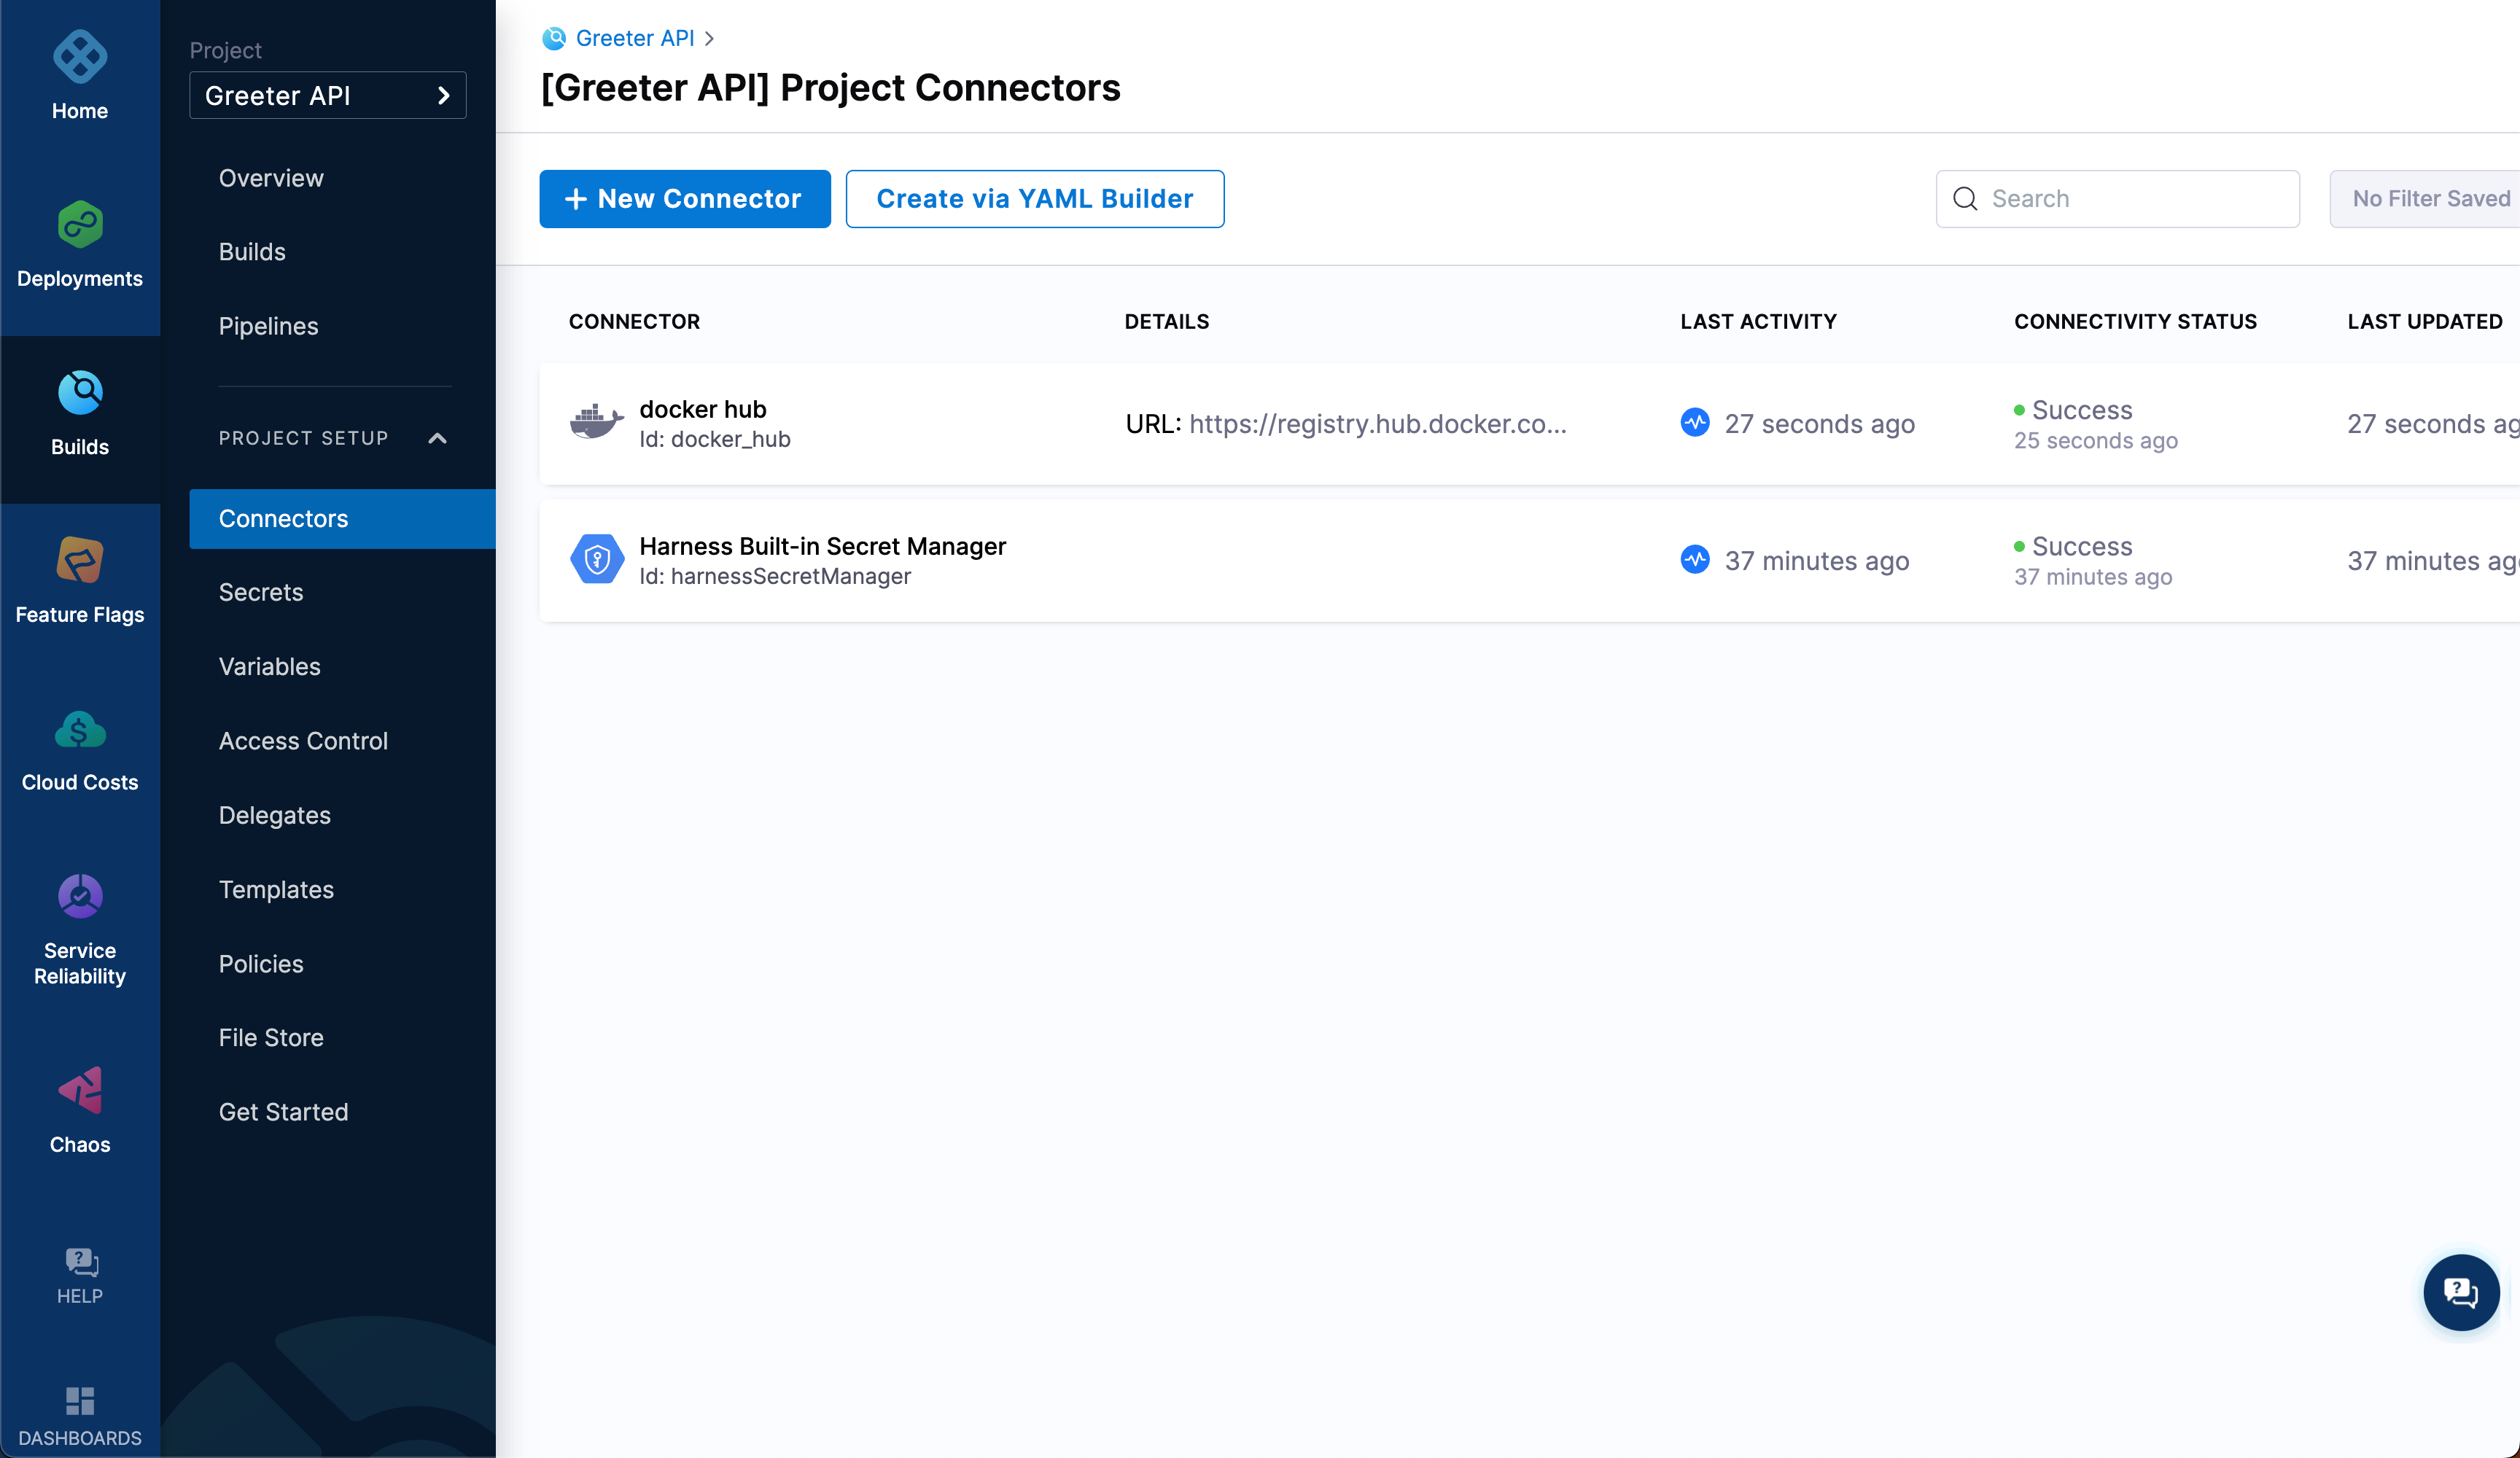 Home
Deployments
Builds
Feature Flags
Cloud Costs
Service
Reliability
Chaos
HELP
DASHBOARDS
Project
Greeter API
Overview
Builds
Pipelines
PROJECT SETUP
Connectors
Secrets
Variables
Access Control
Delegates
Templates
Policies
File Store
Get Started
Greeter API
[Greeter API] Project Connectors
+ New Connector
Create via YAML Builder
Search
No Filter Saved
CONNECTOR DETAILS LAST ACTIVITY CONNECTIVITY STATUS LAST UPDATED
docker hub
Id: docker_hub
URL: https://registry.hub.docker.co...
27 seconds ago
Success
25 seconds ago
27 seconds ag
Harness Built-in Secret Manager
Id: harnessSecretManager
37 minutes ago
Success
37 minutes ago
37 minutes ag